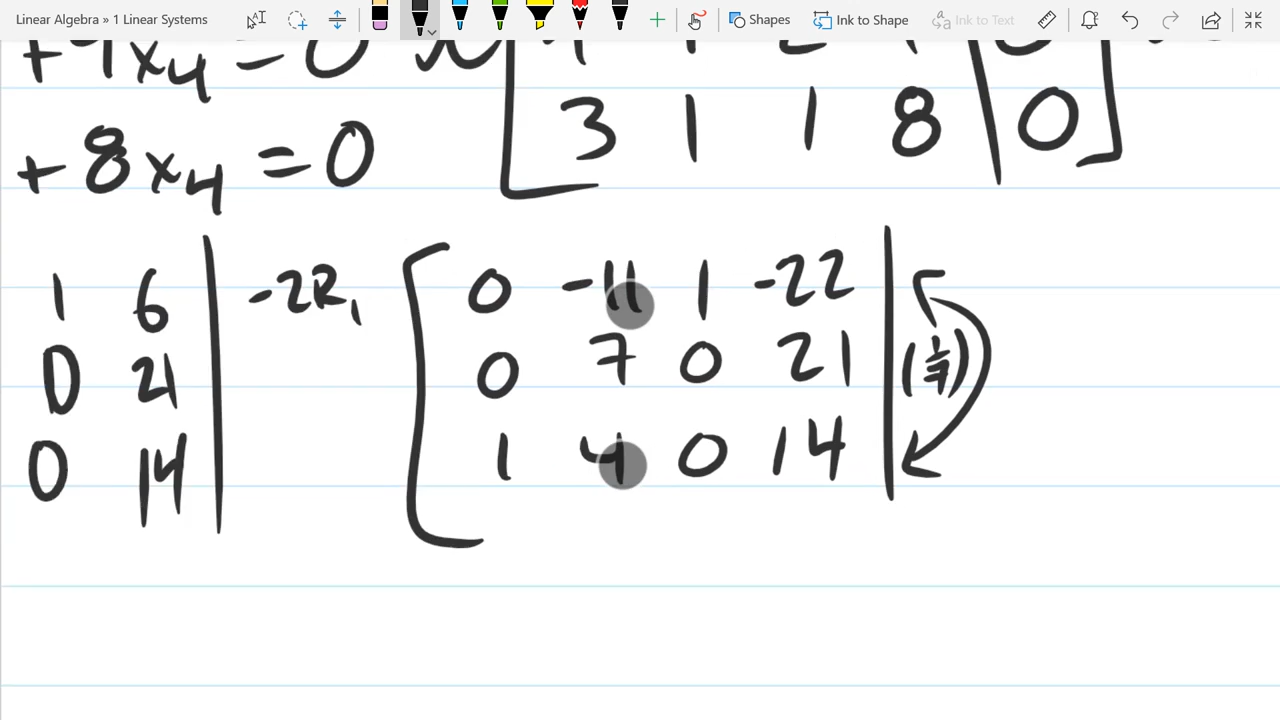 Linear Algebra » 1 Linear Systems
Shapes
Ink to Shape
Ink to Text
+ 4x4 = 0
3 1 1 8 | 0
+ 8x4 = 0
1 6 | -2R1
0 21
0 14
0 -11 1 -22
0 7 0 21 | (1/7)
1 4 0 14